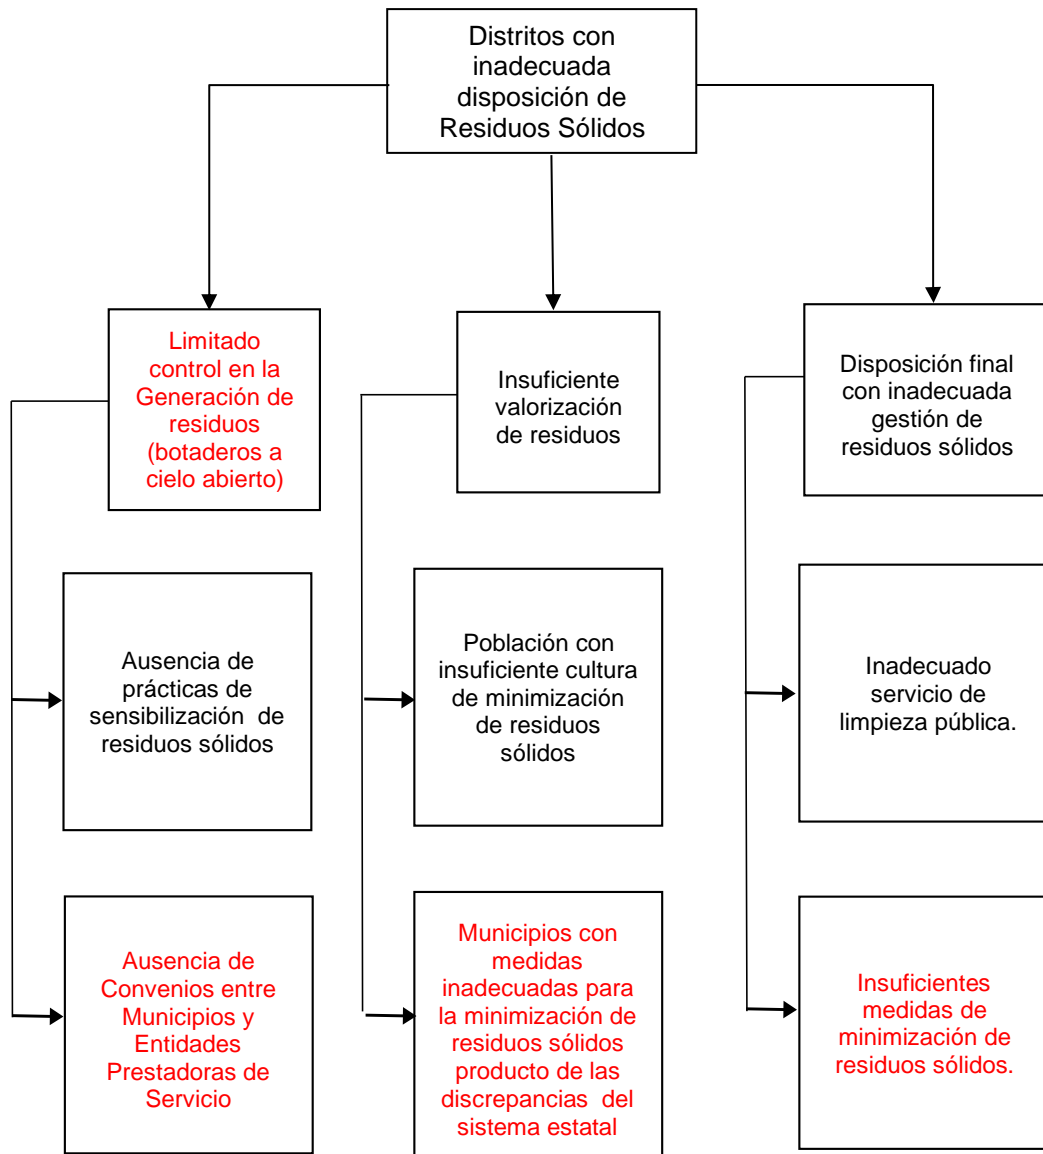 Distritos con
inadecuada
disposición de
Residuos Sólidos
Limitado
control en la
Generación de
residuos
(botaderos a
cielo abierto)
Insuficiente
valorización
de residuos
Disposición final
con inadecuada
gestión de
residuos sólidos
Ausencia de
prácticas de
sensibilización de
residuos sólidos
Población con
insuficiente cultura
de minimización
de residuos
sólidos
Inadecuado
servicio de
limpieza pública.
Ausencia de
Convenios entre
Municipios y
Entidades
Prestadoras de
Servicio
Municipios con
medidas
inadecuadas para
la minimización de
residuos sólidos
producto de las
discrepancias del
sistema estatal
Insuficientes
medidas de
minimización de
residuos sólidos.